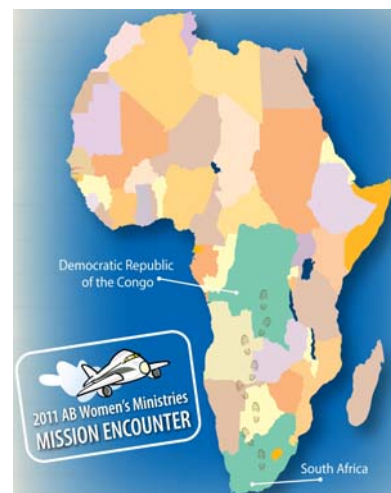 Democratic Republic
of the Congo
2011 AB Women's Ministries
MISSION ENCOUNTER
South Africa